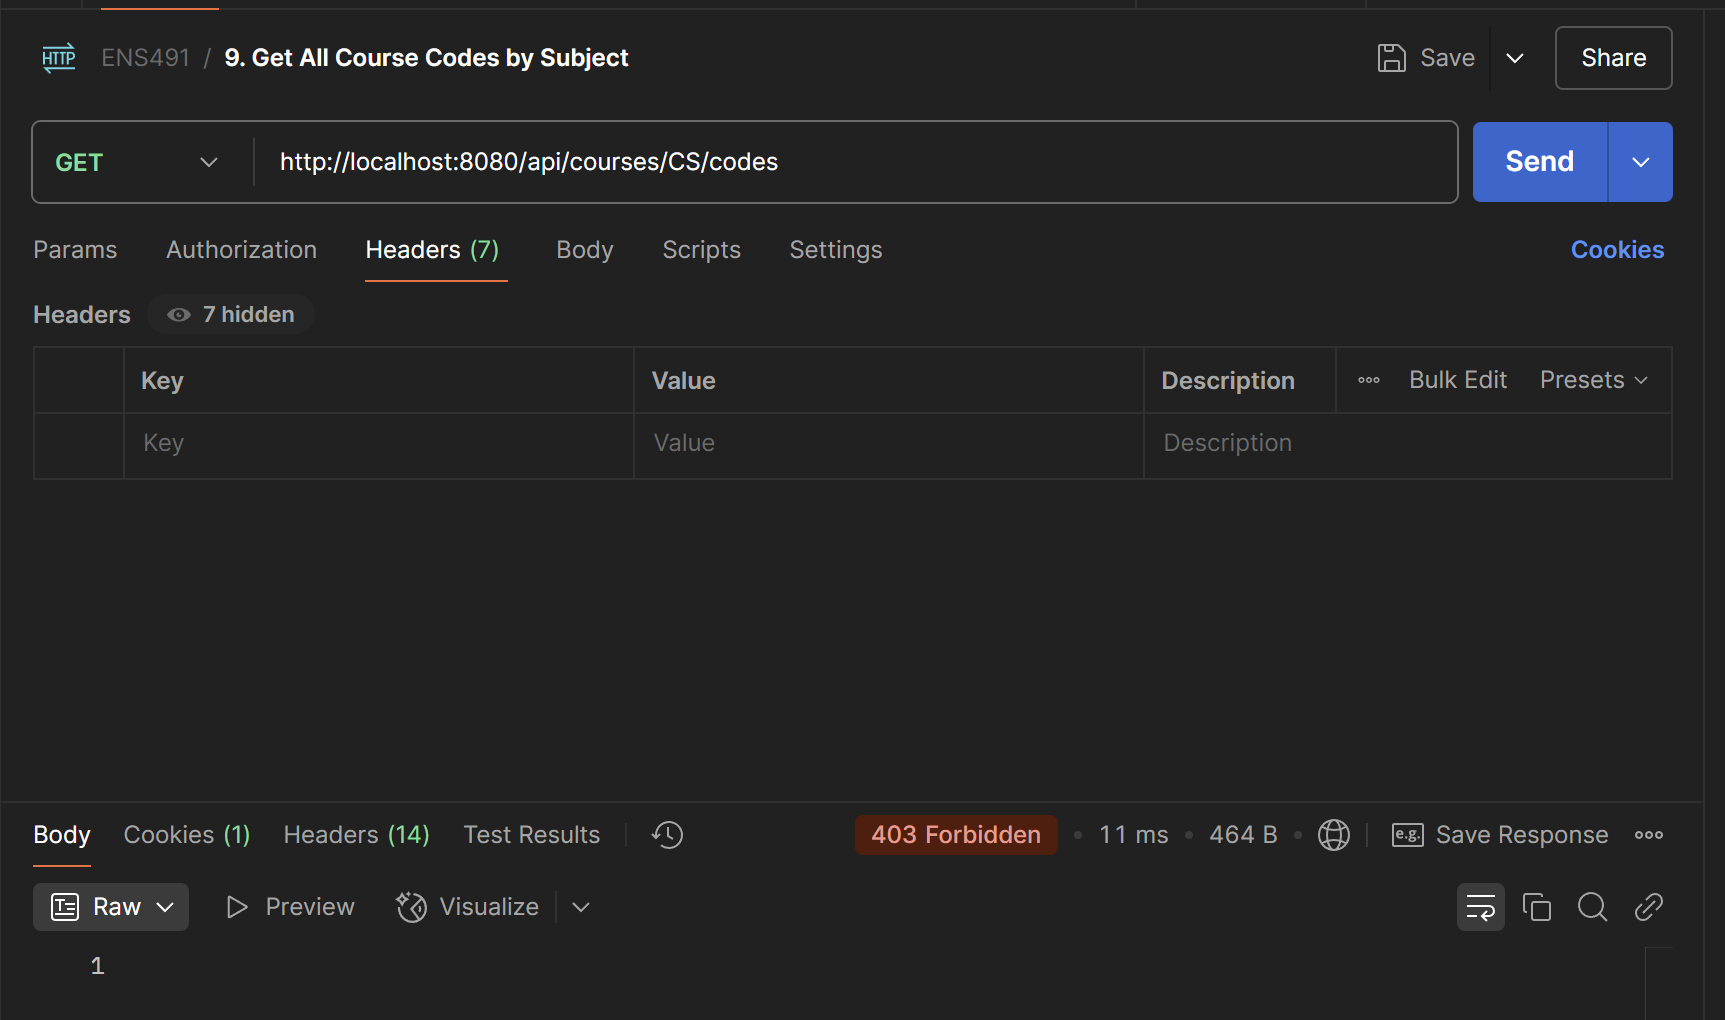 HTTP ENS491 / 9. Get All Course Codes by Subject Save Share
GET http://localhost:8080/api/courses/CS/codes Send
Params Authorization Headers (7) Body Scripts Settings Cookies
Headers 7 hidden
Key Value Description Bulk Edit Presets
Key Value Description
Body Cookies (1) Headers (14) Test Results 403 Forbidden • 11 ms • 464 B • e.g. Save Response
Raw Preview Visualize
1